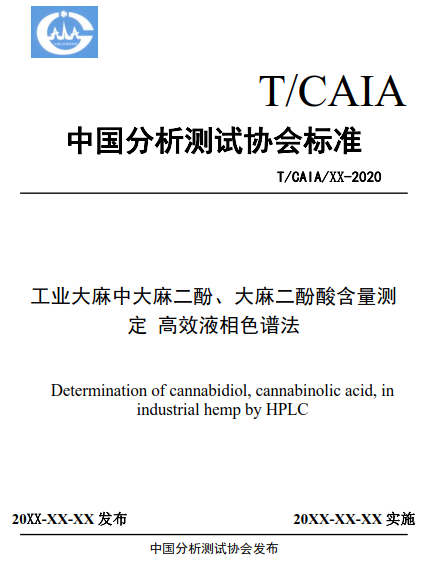 T/CAIA
中国分析测试协会标准
T/CAIA/XX-2020
工业大麻中大麻二酚、大麻二酚酸含量测
定 高效液相色谱法
Determination of cannabidiol, cannabinolic acid, in
industrial hemp by HPLC
20XX-XX-XX 发布
20XX-XX-XX 实施
中国分析测试协会发布